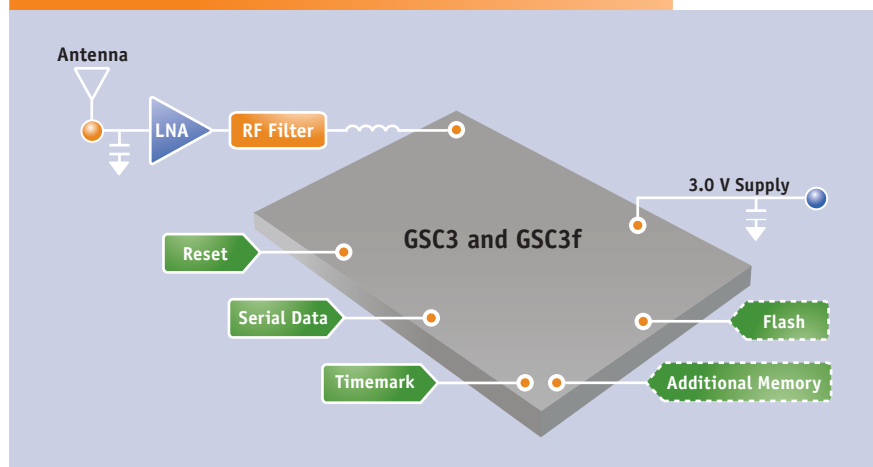 Antenna
LNA
RF Filter
3.0 V Supply
GSC3 and GSC3f
Reset
Serial Data
Flash
Timemark
Additional Memory